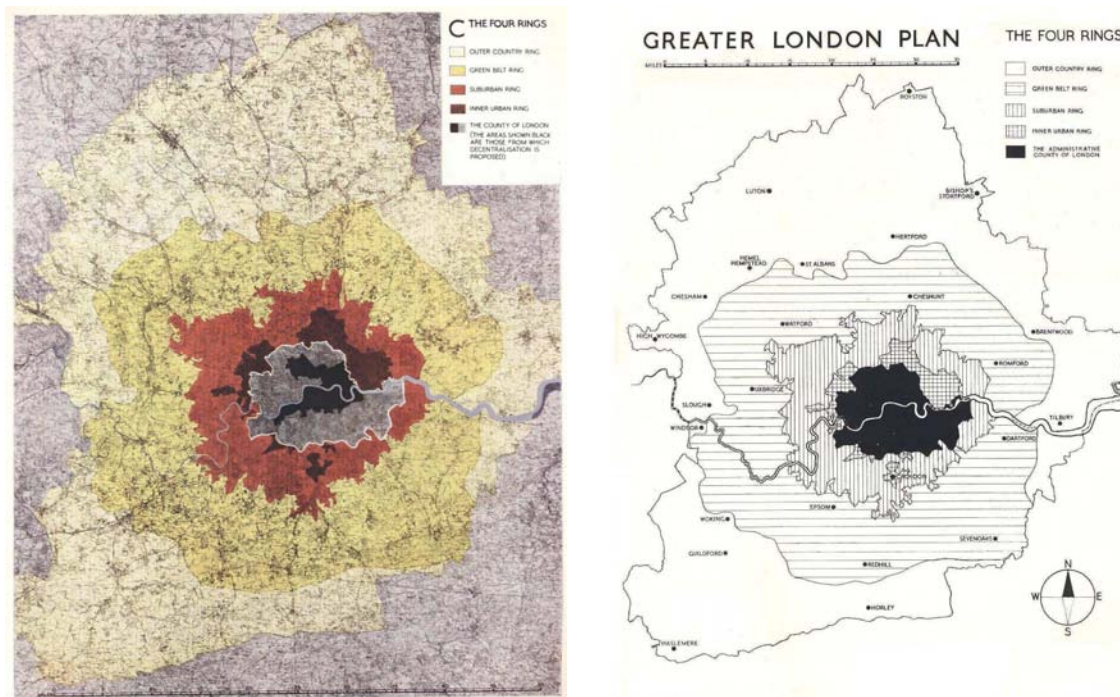 C THE FOUR RINGS
OUTER COUNTRY RING
GREEN BELT RING
SUBURBAN RING
INNER URBAN RING
THE COUNTY OF LONDON
(THE AREAS SHOWN BLACK
ARE THOSE FROM WHICH
DECENTRALISATION IS
PROPOSED)
GREATER LONDON PLAN
THE FOUR RINGS
MILES
OUTER COUNTRY RING
GREEN BELT RING
SUBURBAN RING
INNER URBAN RING
THE ADMINISTRATIVE
COUNTY OF LONDON
ROYSTON
LUTON
BISHOP'S
STORTFORD
HERTFORD
HEMEL
HEMPSTEAD
ST. ALBANS
CHESHAM
CHESHUNT
WATFORD
HIGH WYCOMBE
BRENTWOOD
ROMFORD
UXBRIDGE
SLOUGH
TILBURY
WINDSOR
DARTFORD
EPSOM
WOKING
SEVENOAKS
GUILDFORD
REDHILL
HORLEY
HASLEMERE
N
W
E
S